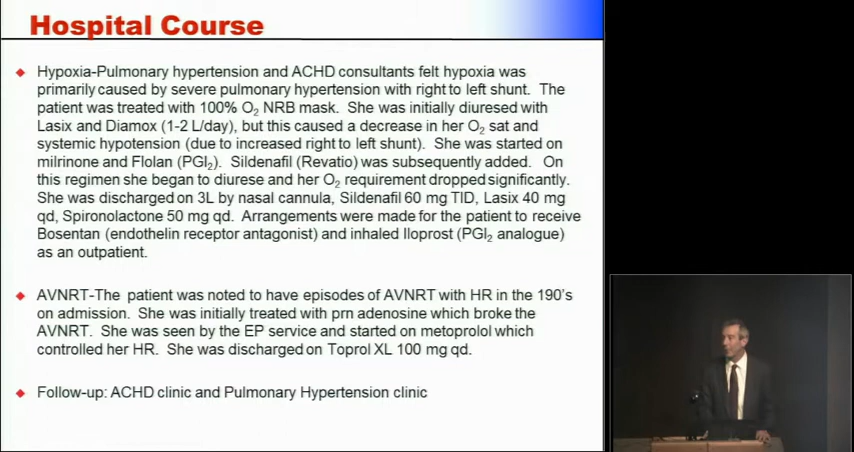 Hospital Course
Hypoxia-Pulmonary hypertension and ACHD consultants felt hypoxia was
primarily caused by severe pulmonary hypertension with right to left shunt. The
patient was treated with 100% O₂ NRB mask. She was initially diuresed with
Lasix and Diamox (1-2 L/day), but this caused a decrease in her O₂ sat and
systemic hypotension (due to increased right to left shunt). She was started on
milrinone and Flolan (PGI₂). Sildenafil (Revatio) was subsequently added. On
this regimen she began to diurese and her O₂ requirement dropped significantly.
She was discharged on 3L by nasal cannula, Sildenafil 60 mg TID, Lasix 40 mg
qd, Spironolactone 50 mg qd. Arrangements were made for the patient to receive
Bosentan (endothelin receptor antagonist) and inhaled Iloprost (PGI₂ analogue)
as an outpatient.
AVNRT-The patient was noted to have episodes of AVNRT with HR in the 190's
on admission. She was initially treated with prn adenosine which broke the
AVNRT. She was seen by the EP service and started on metoprolol which
controlled her HR. She was discharged on Toprol XL 100 mg qd.
Follow-up: ACHD clinic and Pulmonary Hypertension clinic